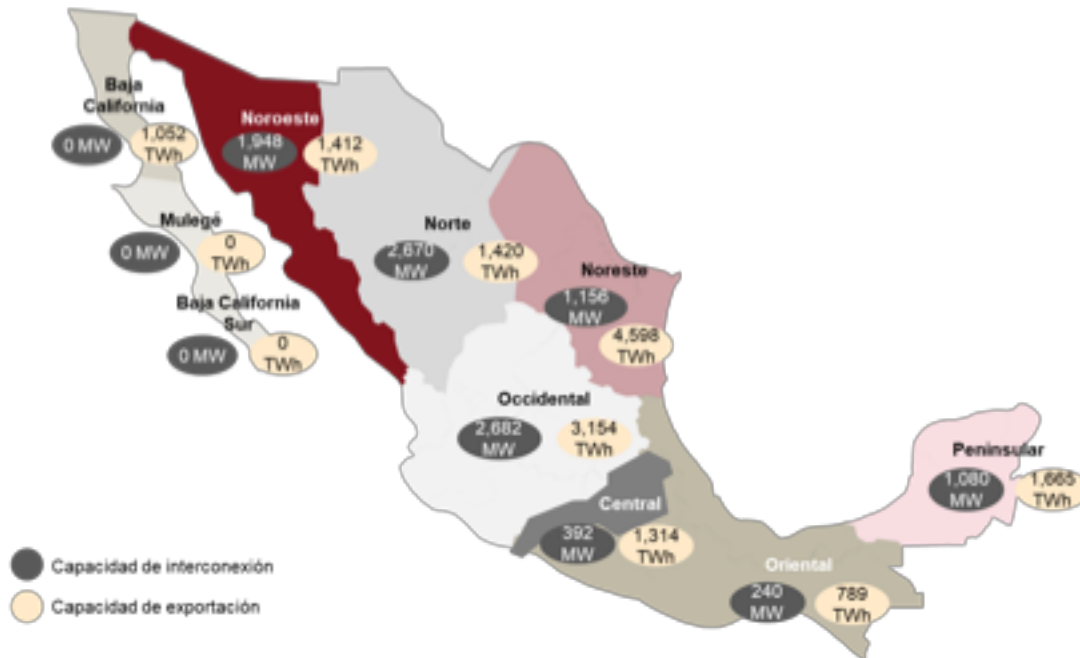 Baja
California
0 MW
1,052
TWh
Noroeste
1,948
MW
1,412
TWh
Mulegé
0 MW
0
TWh
Baja California
Sur
0 MW
0
TWh
Norte
2,670
MW
1,420
TWh
Noreste
1,156
MW
4,598
TWh
Occidental
2,682
MW
3,154
TWh
Central
392
MW
1,314
TWh
Peninsular
1,080
MW
1,665
TWh
Oriental
240
MW
789
TWh
Capacidad de interconexión
Capacidad de exportación